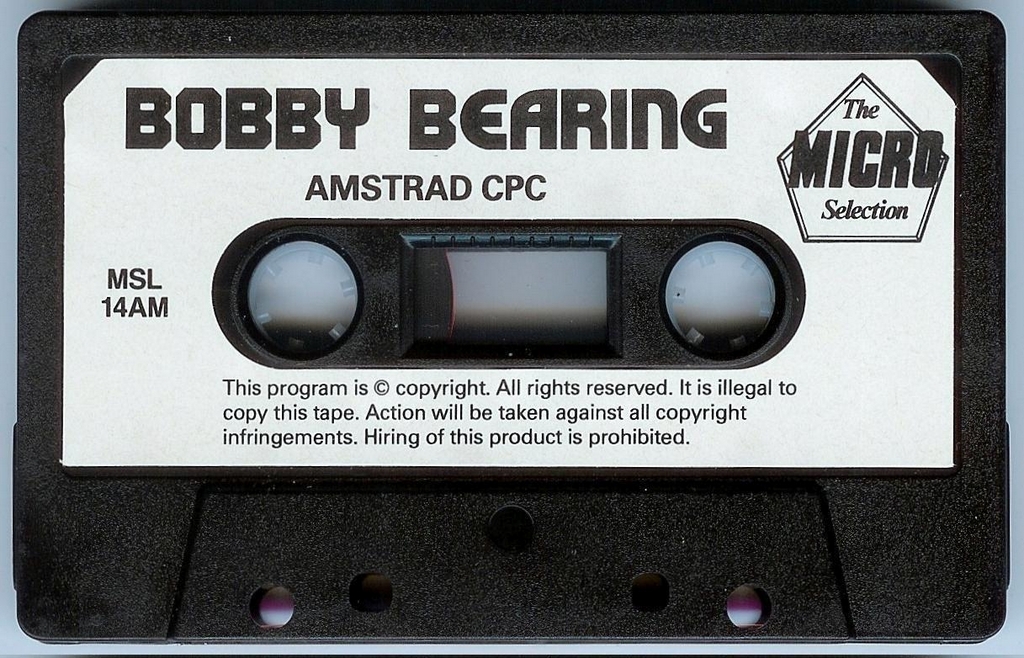 BOBBY BEARING
AMSTRAD CPC
The
MICRO
Selection
MSL
14AM
This program is © copyright. All rights reserved. It is illegal to
copy this tape. Action will be taken against all copyright
infringements. Hiring of this product is prohibited.